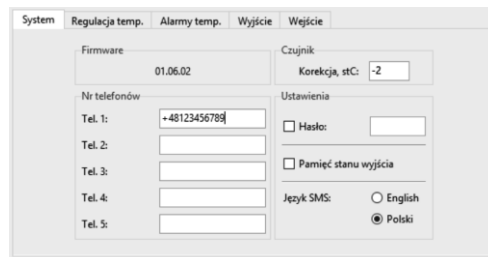 System Regulacja temp. Alarmy temp. Wyjście Wejście
Firmware
01.06.02
Czujnik
Korekcja, stC: -2
Nr telefonów
Tel. 1: +48123456789
Tel. 2:
Tel. 3:
Tel. 4:
Tel. 5:
Ustawienia
Hasło:
Pamięć stanu wyjścia
Język SMS: English
Polski